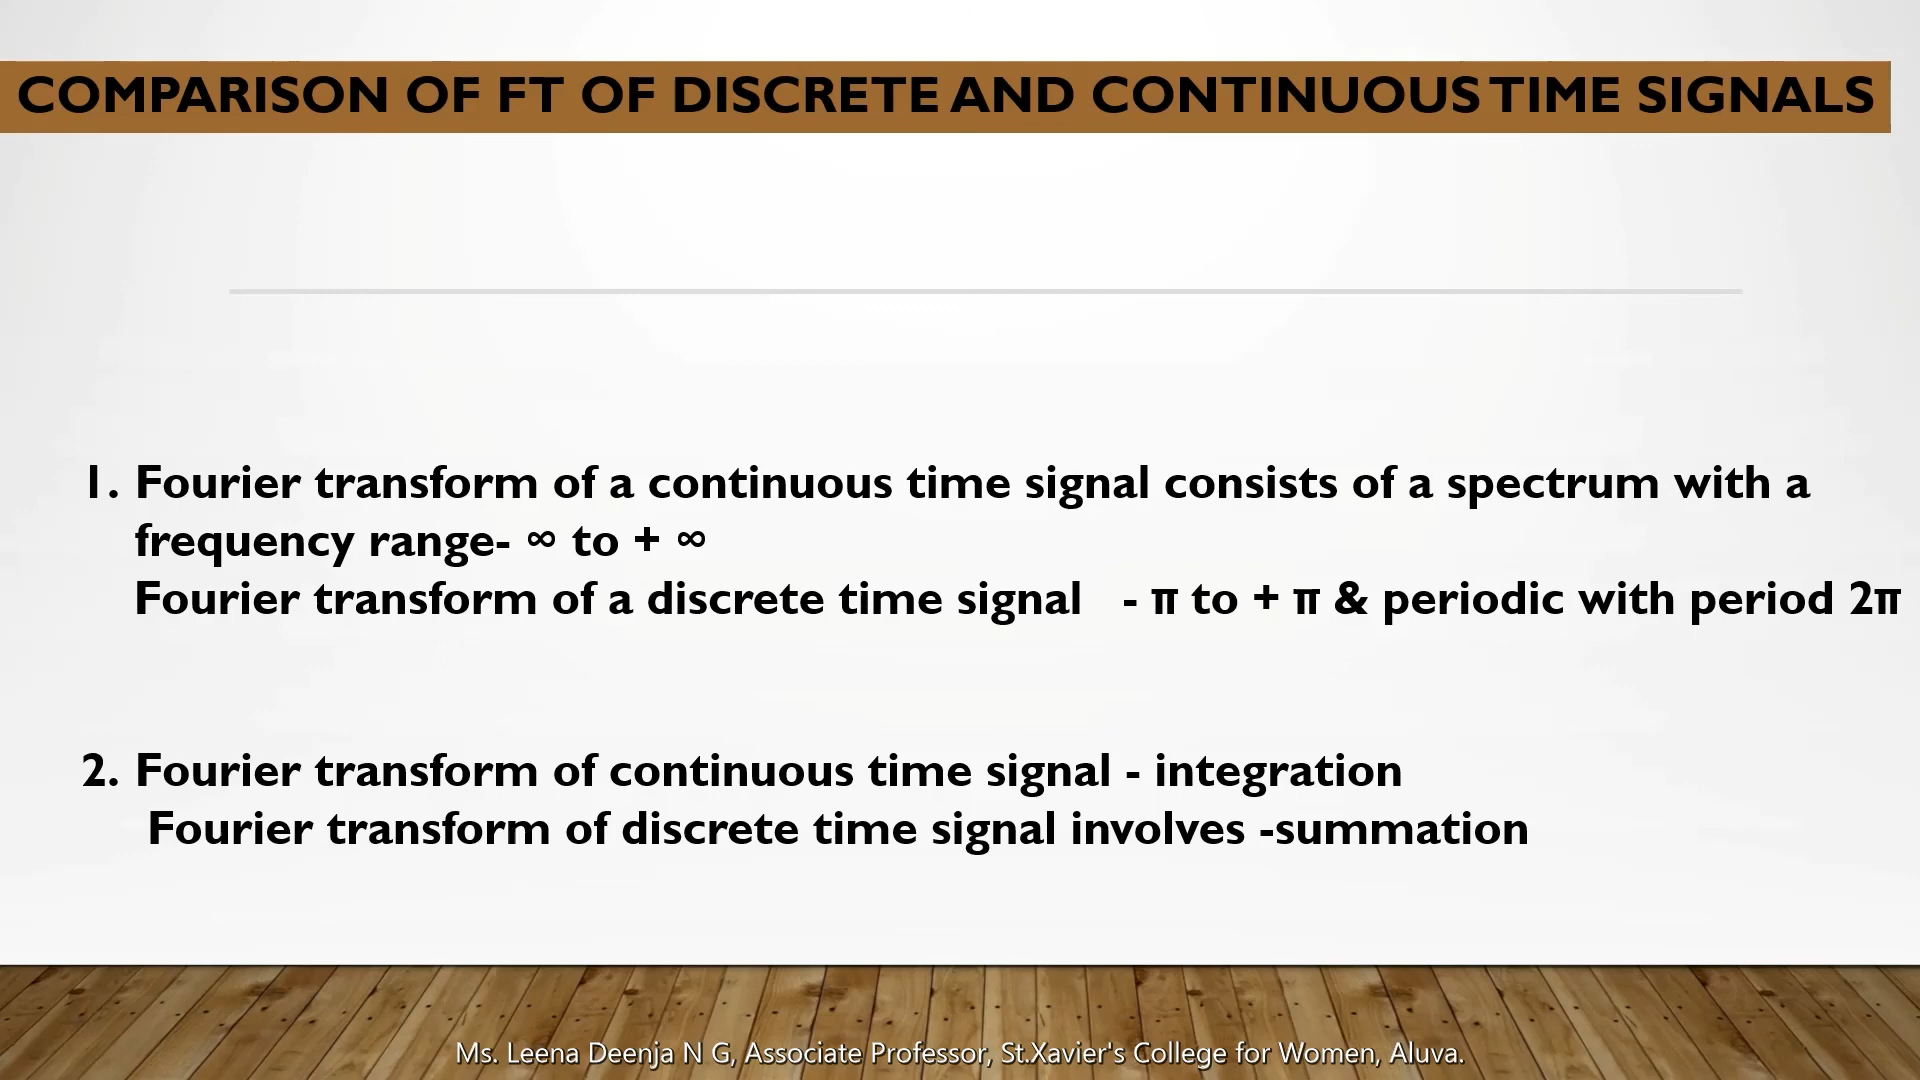 COMPARISON OF FT OF DISCRETE AND CONTINUOUS TIME SIGNALS
1. Fourier transform of a continuous time signal consists of a spectrum with a
frequency range- ∞ to + ∞
Fourier transform of a discrete time signal - π to + π & periodic with period 2π
2. Fourier transform of continuous time signal - integration
Fourier transform of discrete time signal involves -summation
Ms. Leena Deenja N G, Associate Professor, St.Xavier's College for Women, Aluva.